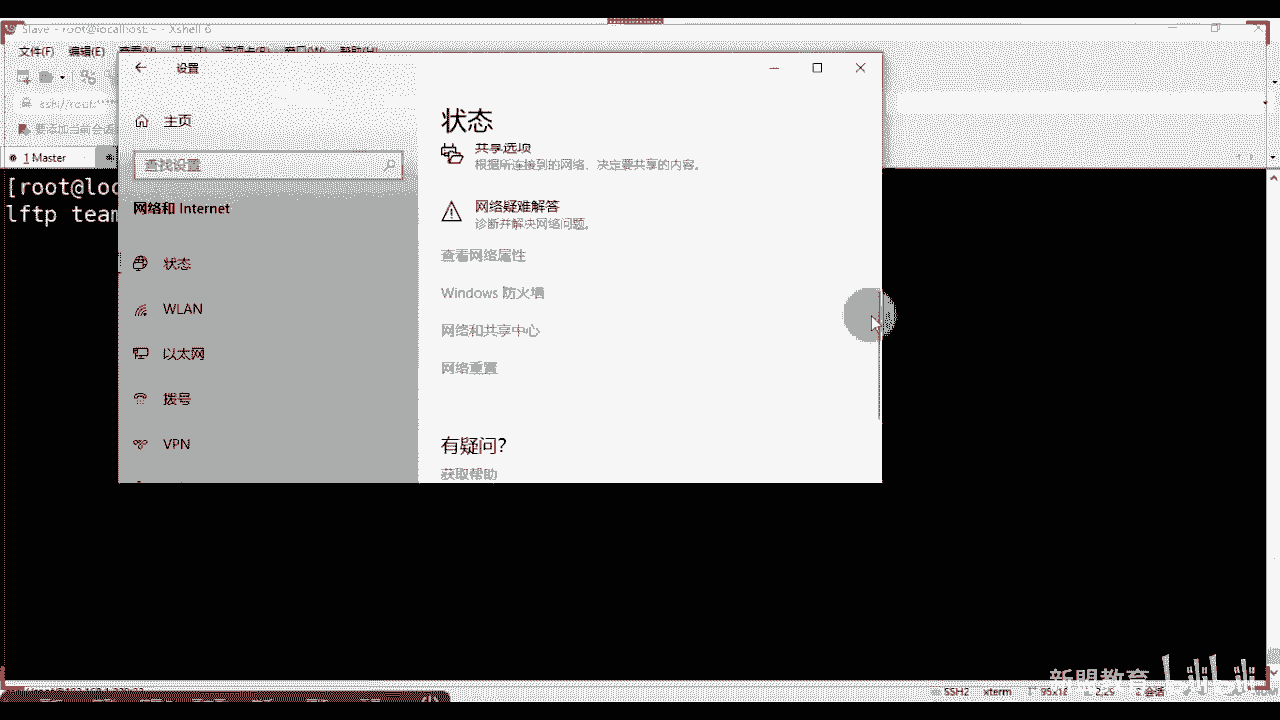 Slave - root@localhost:~ - Xshell 6
文件(F) 编辑(E)
ssh://root:****
要添加当前会话
1 Master
[root@loc
lftp team
设置
主页
查找设置
网络和 Internet
状态
WLAN
以太网
拨号
VPN
状态
共享选项
根据所连接到的网络，决定要共享的内容。
网络疑难解答
诊断并解决网络问题。
查看网络属性
Windows 防火墙
网络和共享中心
网络重置
有疑问?
获取帮助
新盟教育
SSH2 xterm